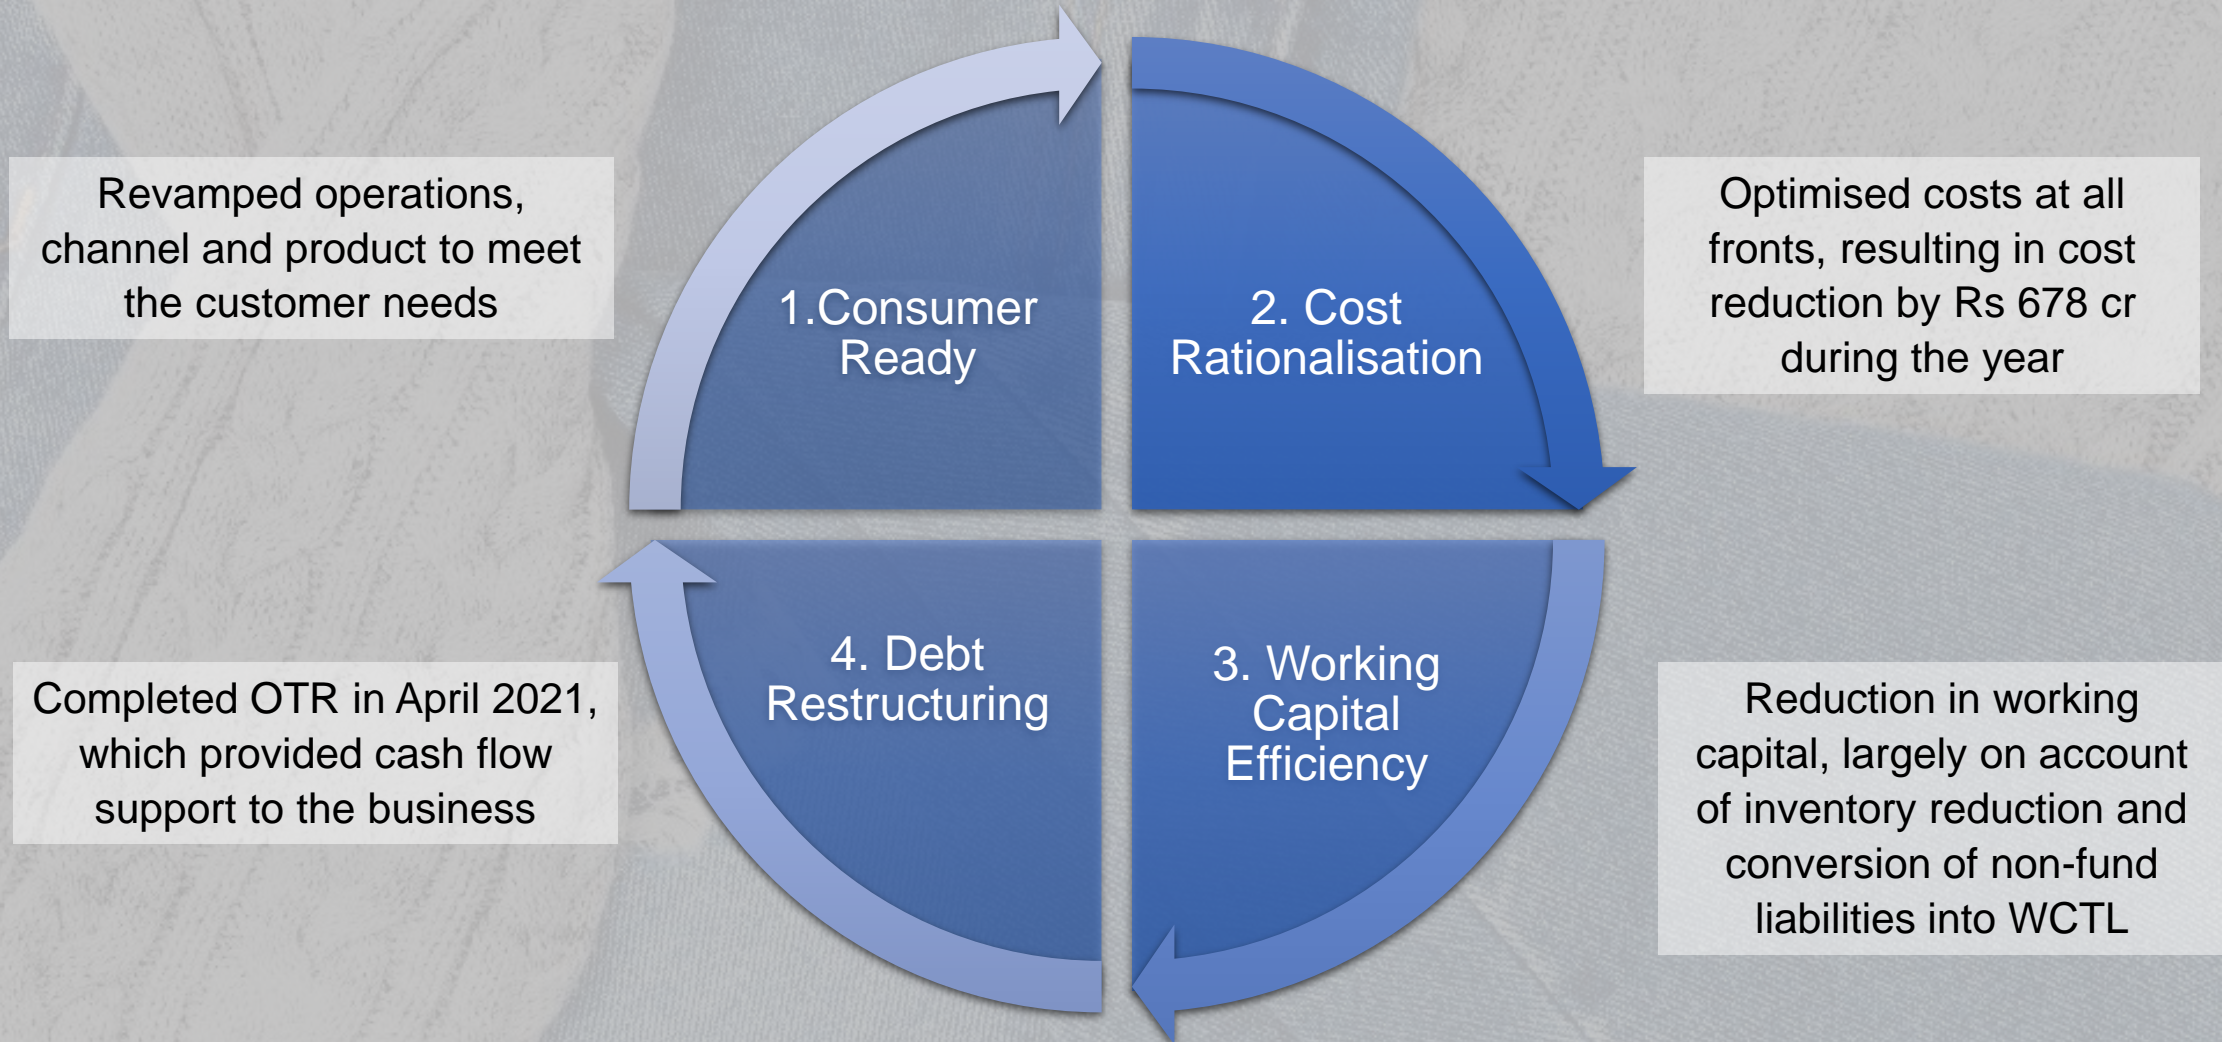 Revamped operations,
channel and product to meet
the customer needs
1.Consumer
Ready
2. Cost
Rationalisation
Optimised costs at all
fronts, resulting in cost
reduction by Rs 678 cr
during the year
Completed OTR in April 2021,
which provided cash flow
support to the business
4. Debt
Restructuring
3. Working
Capital
Efficiency
Reduction in working
capital, largely on account
of inventory reduction and
conversion of non-fund
liabilities into WCTL